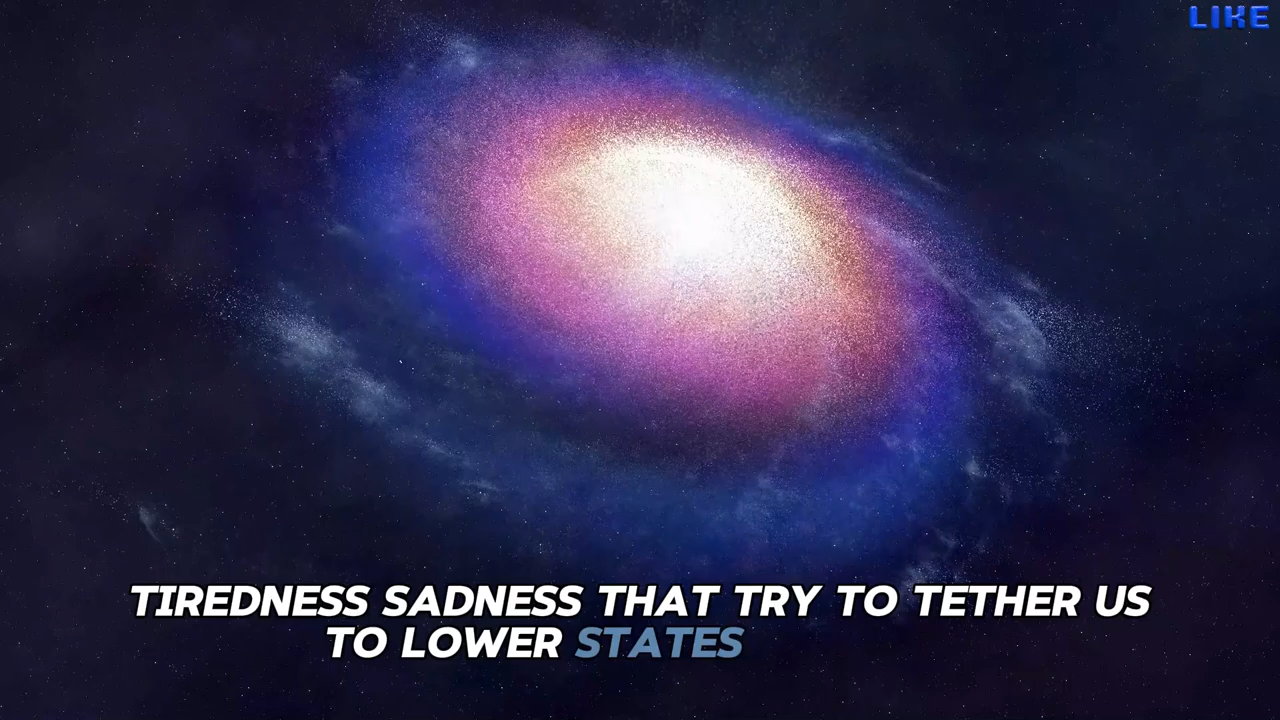 LIKE
TIREDNESS SADNESS THAT TRY TO TETHER US
TO LOWER STATES